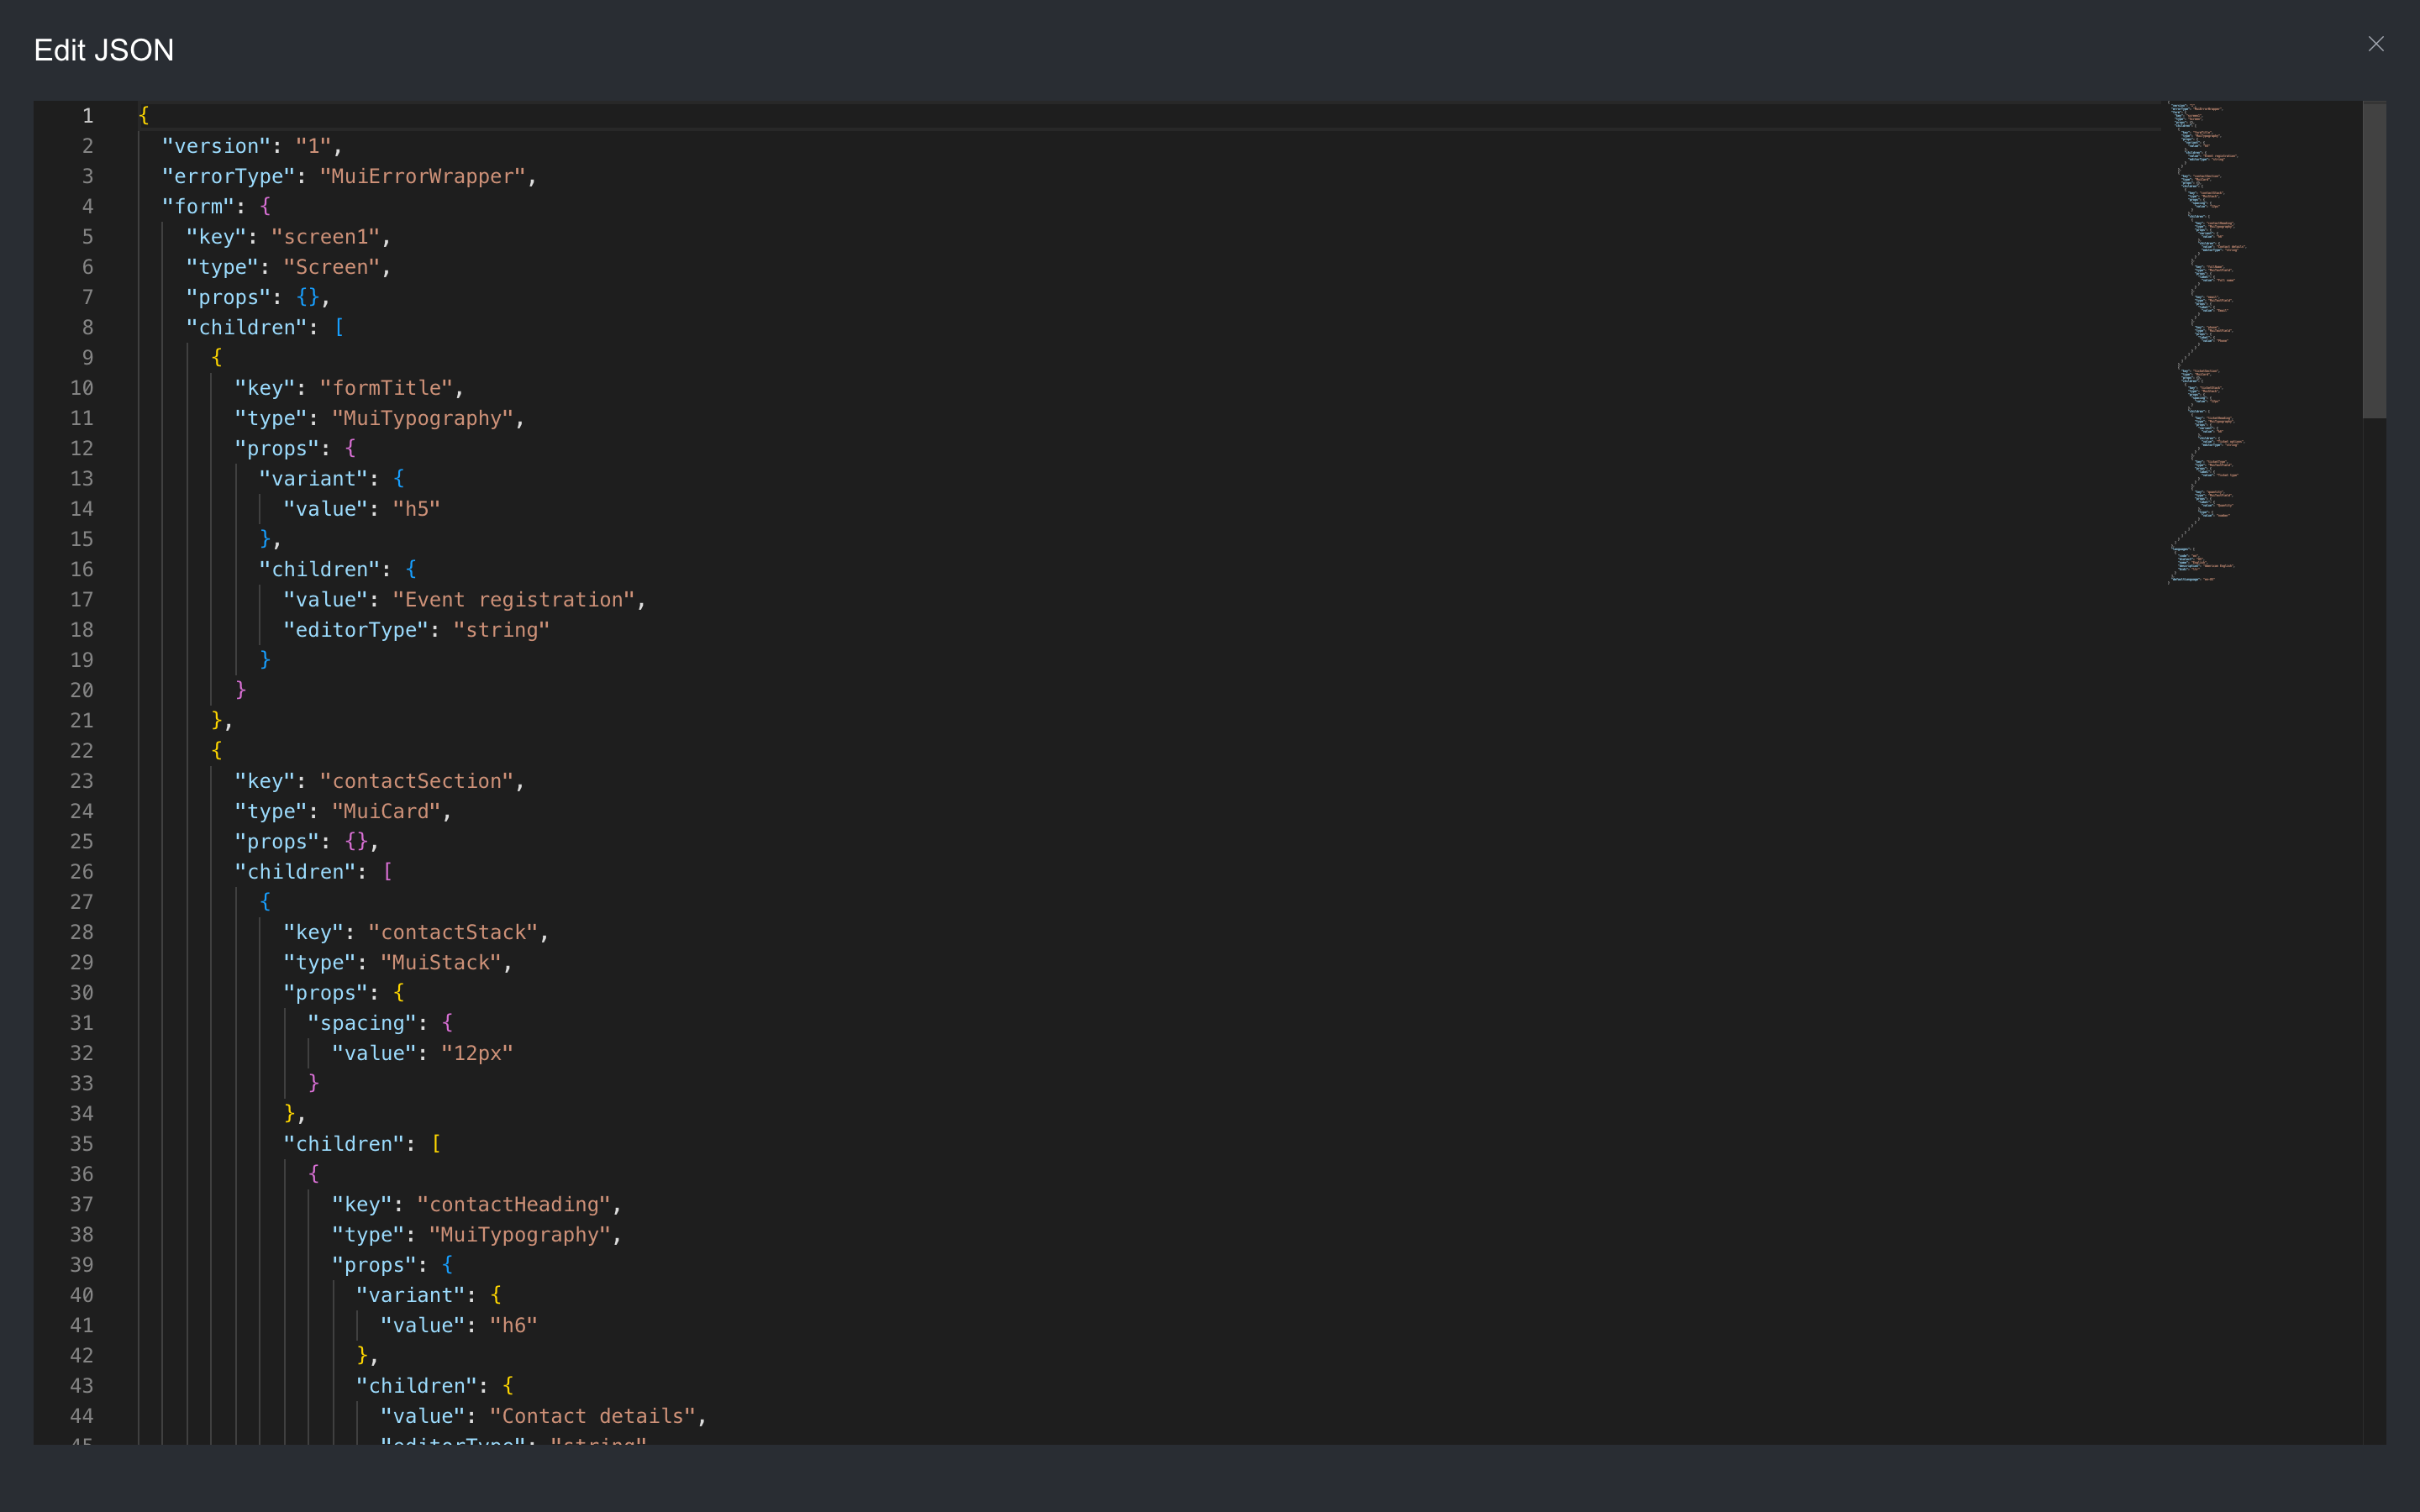 Edit JSON
1 {
2 "version": "1",
3 "errorType": "MuiErrorWrapper",
4 "form": {
5 "key": "screen1",
6 "type": "Screen",
7 "props": {},
8 "children": [
9 {
10 "key": "formTitle",
11 "type": "MuiTypography",
12 "props": {
13 "variant": {
14 "value": "h5"
15 },
16 "children": {
17 "value": "Event registration",
18 "editorType": "string"
19 }
20 }
21 },
22 {
23 "key": "contactSection",
24 "type": "MuiCard",
25 "props": {},
26 "children": [
27 {
28 "key": "contactStack",
29 "type": "MuiStack",
30 "props": {
31 "spacing": {
32 "value": "12px"
33 }
34 },
35 "children": [
36 {
37 "key": "contactHeading",
38 "type": "MuiTypography",
39 "props": {
40 "variant": {
41 "value": "h6"
42 },
43 "children": {
44 "value": "Contact details",
45 "editorType": "string"